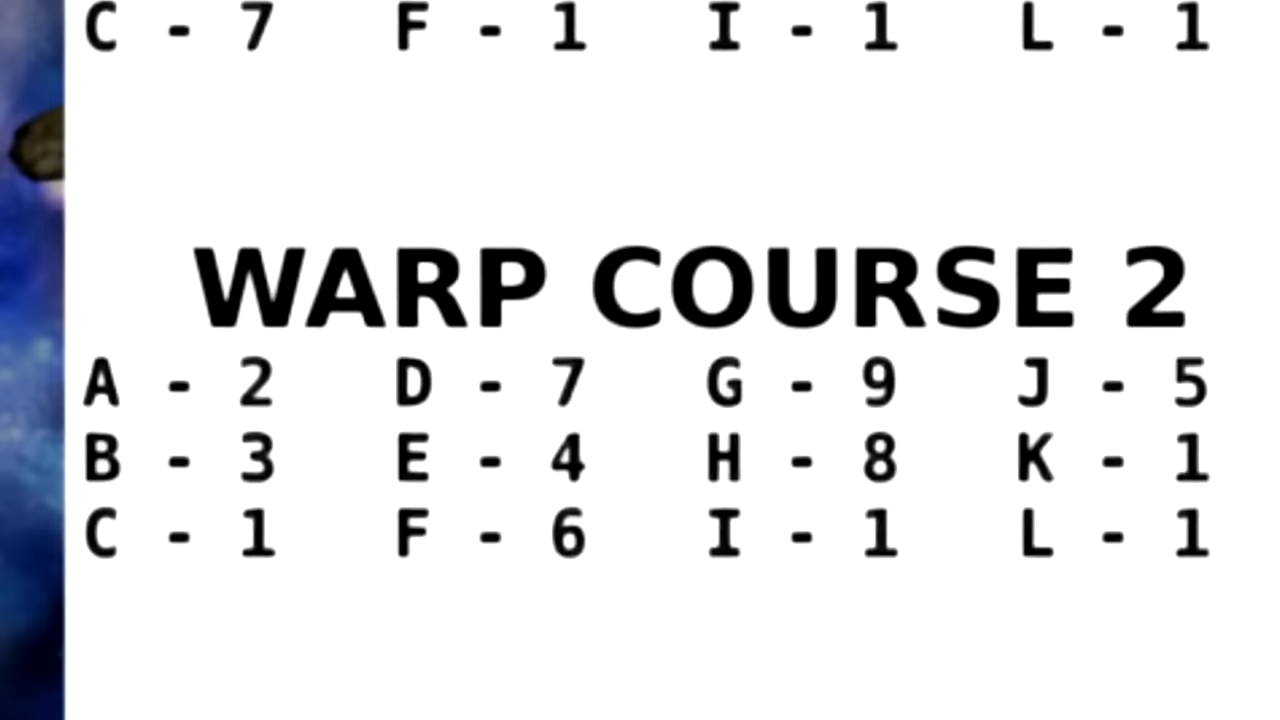 C - 7 F - 1 I - 1 L - 1
WARP COURSE 2
A - 2 D - 7 G - 9 J - 5
B - 3 E - 4 H - 8 K - 1
C - 1 F - 6 I - 1 L - 1